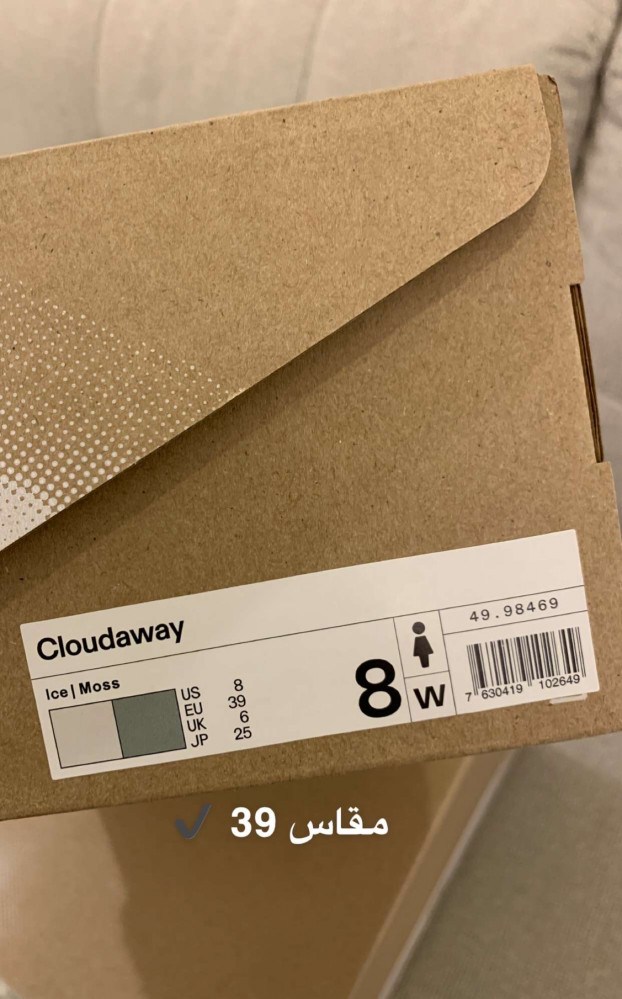 Cloudaway
Ice | Moss
US 8
EU 39
UK 6
JP 25
8
W
49.98469
7 630419 102649
مقاس 39 ✔